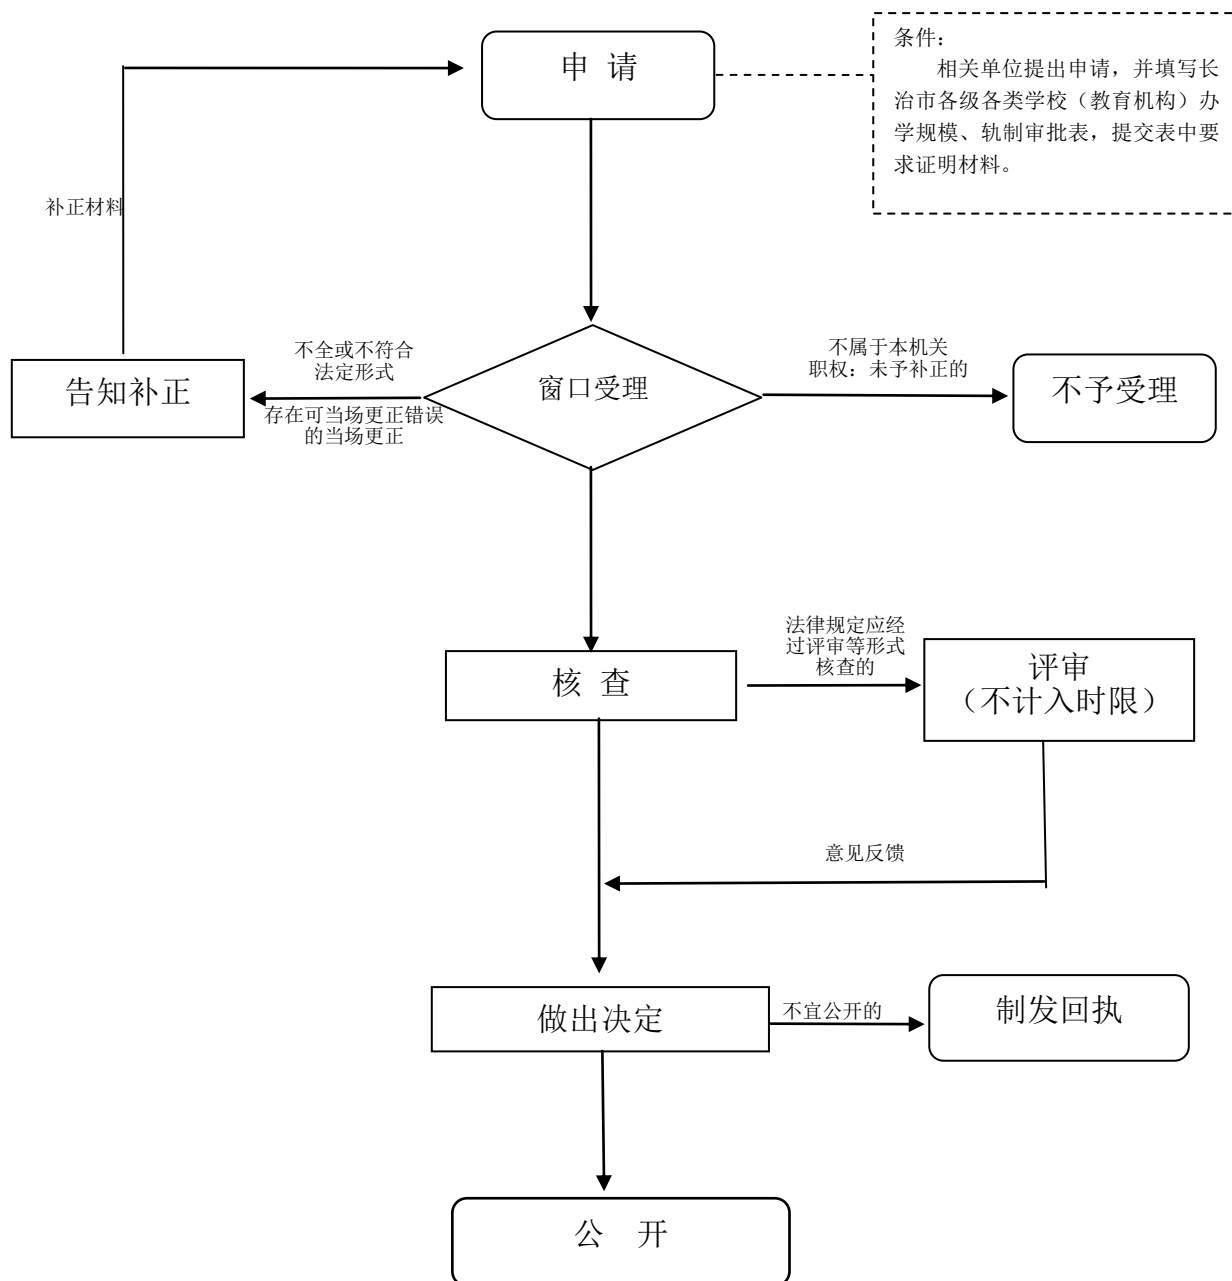 申 请
条件：
相关单位提出申请，并填写长
治市各级各类学校（教育机构）办
学规模、轨制审批表，提交表中要
求证明材料。
补正材料
不全或不符合
法定形式
存在可当场更正错误
的当场更正
告知补正
窗口受理
不属于本机关
职权：未予补正的
不予受理
核 查
法律规定应经
过评审等形式
核查的
评审
（不计入时限）
意见反馈
做出决定
不宜公开的
制发回执
公 开